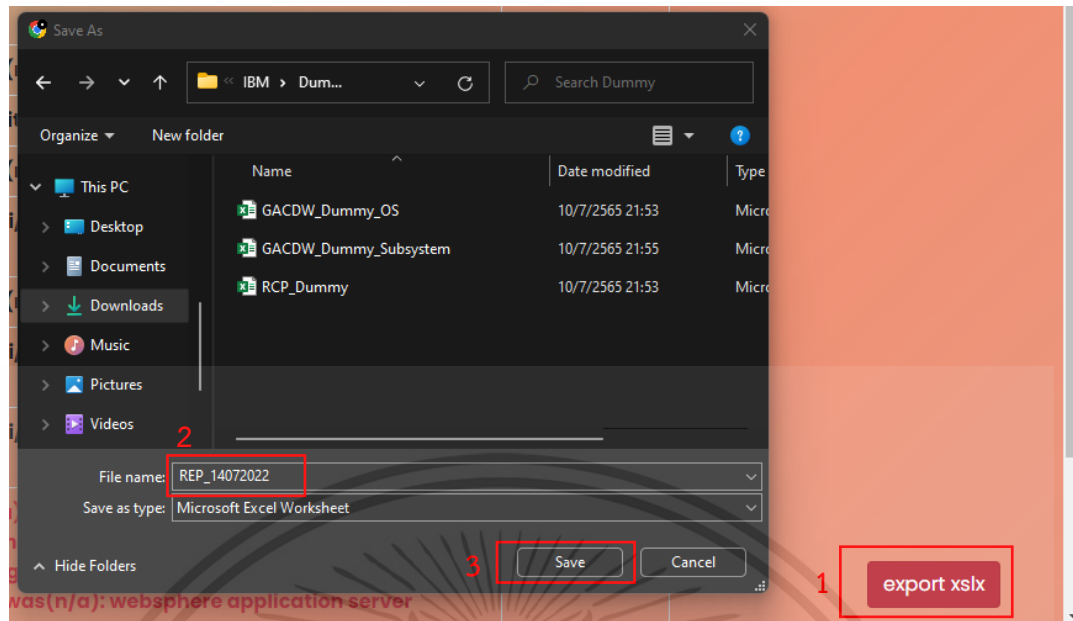 Save As
IBM > Dum...
Search Dummy
Organize
New folder
Name
Date modified
Type
This PC
GACDW_Dummy_OS
10/7/2565 21:53
Micro
Desktop
GACDW_Dummy_Subsystem
10/7/2565 21:55
Micro
Documents
RCP_Dummy
10/7/2565 21:53
Micro
Downloads
Music
Pictures
Videos
2
File name:
REP_14072022
Save as type:
Microsoft Excel Worksheet
3
Hide Folders
Save
Cancel
1
export xslx
was(n/a): websphere application server